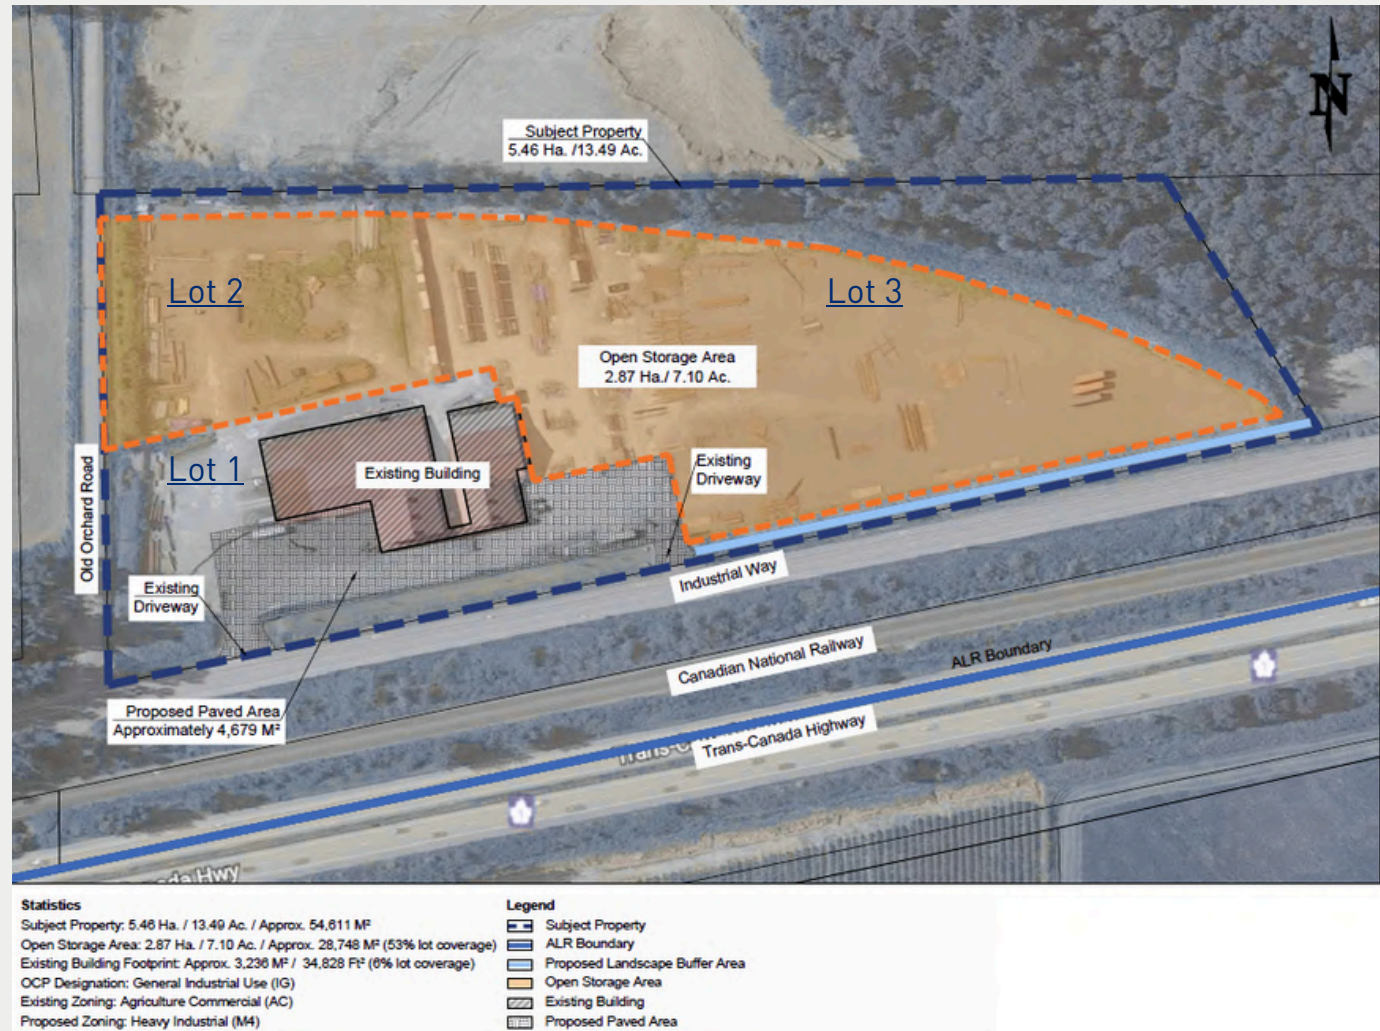 N
Subject Property
5.46 Ha. /13.49 Ac.
Lot 2
Lot 3
Open Storage Area
2.87 Ha./ 7.10 Ac.
Lot 1
Existing Building
Existing
Driveway
Old Orchard Road
Existing
Driveway
Industrial Way
Canadian National Railway
ALR Boundary
Proposed Paved Area
Approximately 4,679 M²
Trans-C
Trans-Canada Highway
da Hwy
Statistics
Subject Property: 5.46 Ha. / 13.49 Ac. / Approx. 54,611 M²
Open Storage Area: 2.87 Ha. / 7.10 Ac. / Approx. 28,748 M² (53% lot coverage)
Existing Building Footprint: Approx. 3,236 M² / 34,828 Ft² (6% lot coverage)
OCP Designation: General Industrial Use (IG)
Existing Zoning: Agriculture Commercial (AC)
Proposed Zoning: Heavy Industrial (M4)
Legend
Subject Property
ALR Boundary
Proposed Landscape Buffer Area
Open Storage Area
Existing Building
Proposed Paved Area